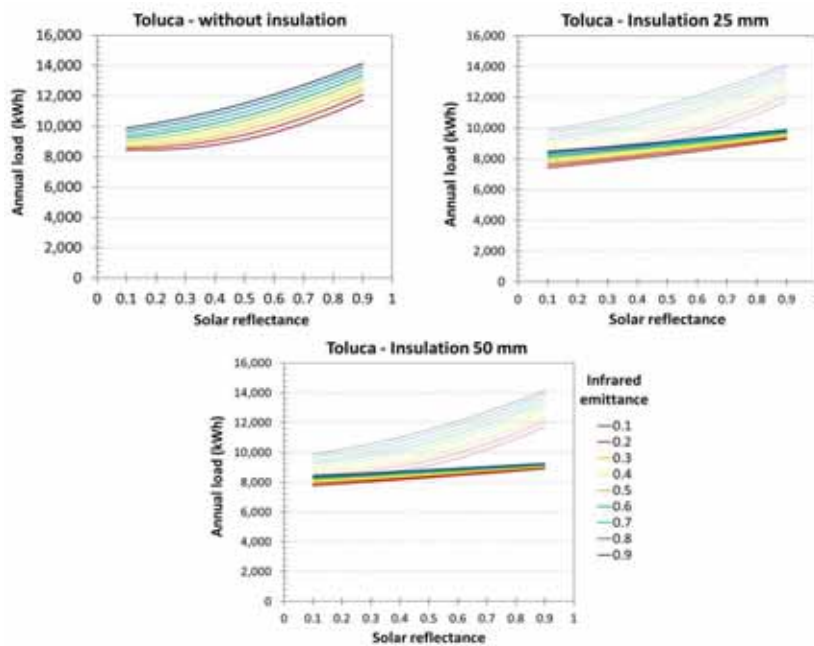 Toluca - without insulation
16,000
14,000
12,000
10,000
8,000
6,000
4,000
2,000
0
Annual load (kWh)
0 0.1 0.2 0.3 0.4 0.5 0.6 0.7 0.8 0.9 1
Solar reflectance
Toluca - Insulation 25 mm
16,000
14,000
12,000
10,000
8,000
6,000
4,000
2,000
0
Annual load (kWh)
0 0.1 0.2 0.3 0.4 0.5 0.6 0.7 0.8 0.9
Solar reflectance
Toluca - Insulation 50 mm
16,000
14,000
12,000
10,000
8,000
6,000
4,000
2,000
0
Annual load (kWh)
0 0.1 0.2 0.3 0.4 0.5 0.6 0.7 0.8 0.9 1
Solar reflectance
Infrared
emittance
0.1
0.2
0.3
0.4
0.5
0.6
0.7
0.8
0.9